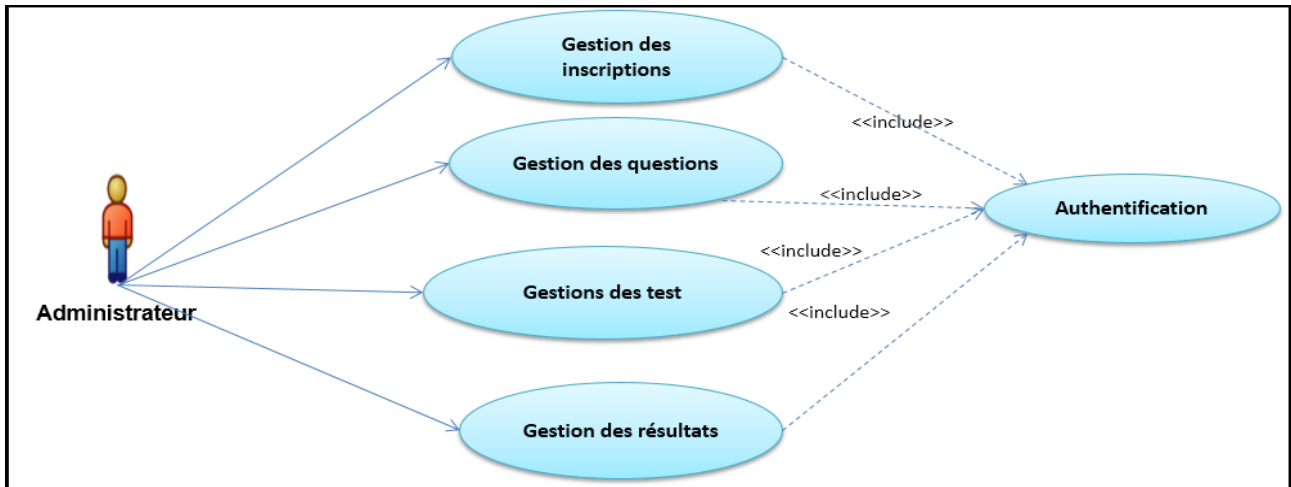 Gestion des
inscriptions
<<include>>
Gestion des questions
<<include>>
Authentification
<<include>>
Gestions des test
<<include>>
Administrateur
Gestion des résultats